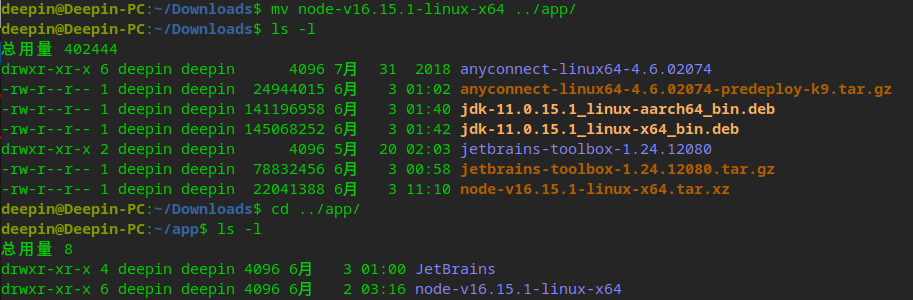 deepin@Deepin-PC:~/Downloads$ mv node-v16.15.1-linux-x64 ../app/
deepin@Deepin-PC:~/Downloads$ ls -l
总用量 402444
drwxr-xr-x 6 deepin deepin      4096 7月   31  2018 anyconnect-linux64-4.6.02074
-rw-r--r-- 1 deepin deepin  24944015 6月    3 01:02 anyconnect-linux64-4.6.02074-predeploy-k9.tar.gz
-rw-r--r-- 1 deepin deepin 141196958 6月    3 01:40 jdk-11.0.15.1_linux-aarch64_bin.deb
-rw-r--r-- 1 deepin deepin 145068252 6月    3 01:42 jdk-11.0.15.1_linux-x64_bin.deb
drwxr-xr-x 2 deepin deepin      4096 5月   20 02:03 jetbrains-toolbox-1.24.12080
-rw-r--r-- 1 deepin deepin  78832456 6月    3 00:58 jetbrains-toolbox-1.24.12080.tar.gz
-rw-r--r-- 1 deepin deepin  22041388 6月    3 11:10 node-v16.15.1-linux-x64.tar.xz
deepin@Deepin-PC:~/Downloads$ cd ../app/
deepin@Deepin-PC:~/app$ ls -l
总用量 8
drwxr-xr-x 4 deepin deepin 4096 6月    3 01:00 JetBrains
drwxr-xr-x 6 deepin deepin 4096 6月    2 03:16 node-v16.15.1-linux-x64